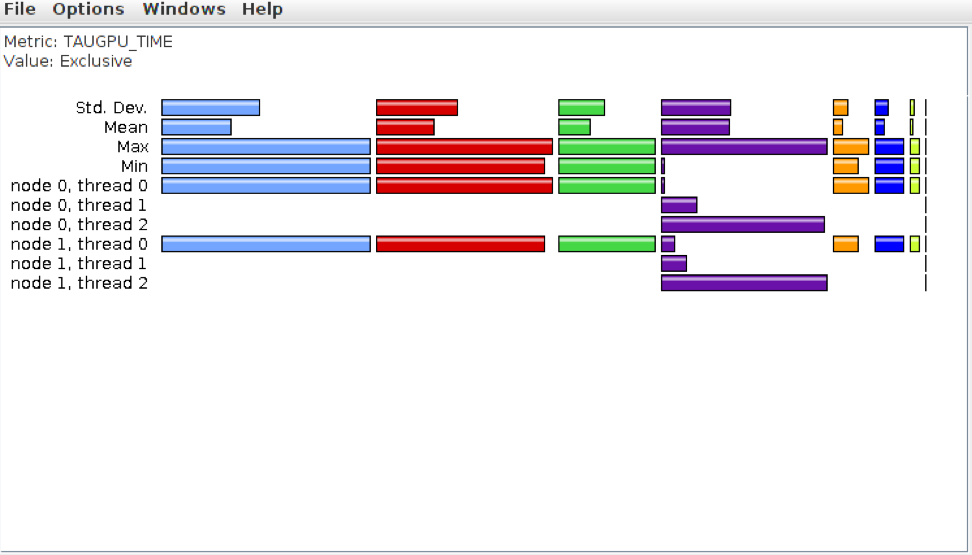 File Options Windows Help
Metric: TAUGPU_TIME
Value: Exclusive
Std. Dev.
Mean
Max
Min
node 0, thread 0
node 0, thread 1
node 0, thread 2
node 1, thread 0
node 1, thread 1
node 1, thread 2